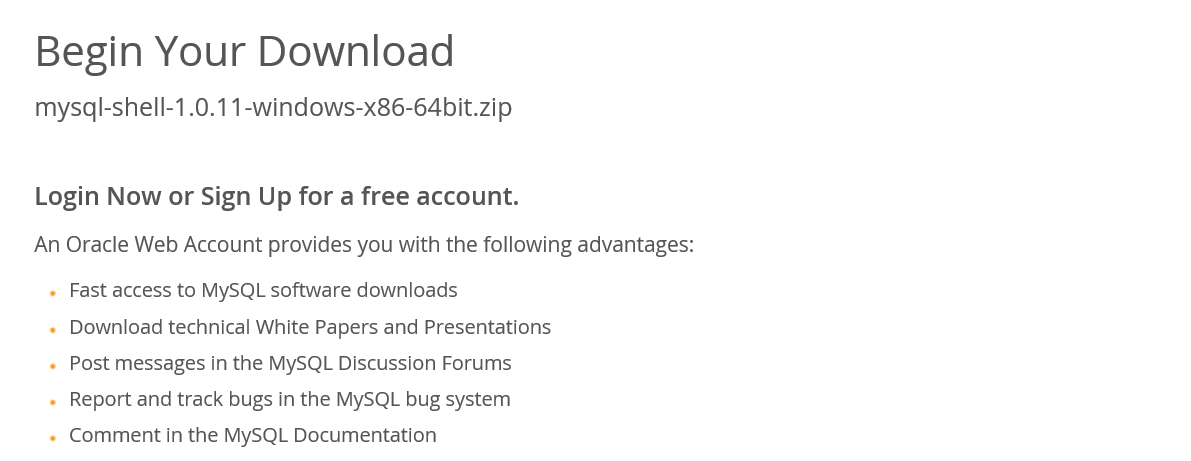 Begin Your Download
mysql-shell-1.0.11-windows-x86-64bit.zip
Login Now or Sign Up for a free account.
An Oracle Web Account provides you with the following advantages:
Fast access to MySQL software downloads
Download technical White Papers and Presentations
Post messages in the MySQL Discussion Forums
Report and track bugs in the MySQL bug system
Comment in the MySQL Documentation